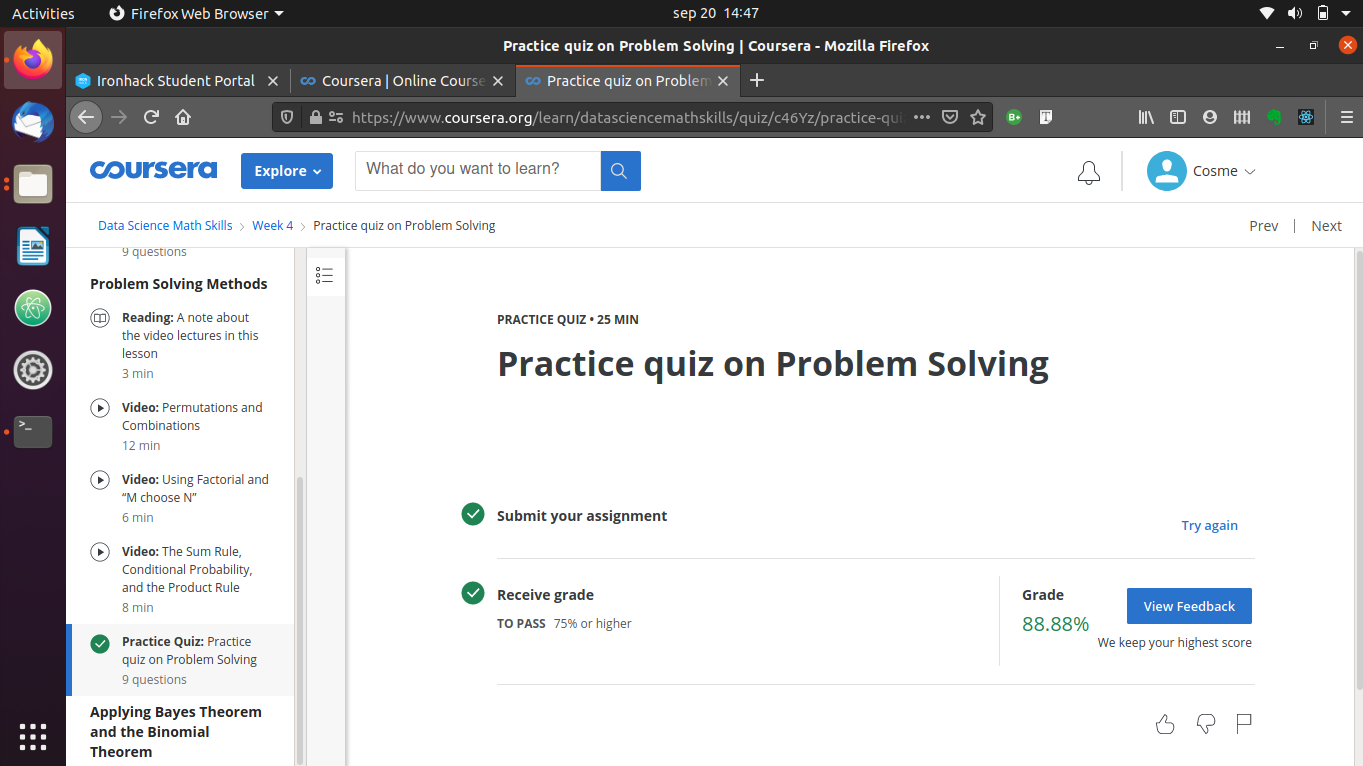 Activities
Firefox Web Browser
sep 20 14:47
Practice quiz on Problem Solving | Coursera - Mozilla Firefox
Ironhack Student Portal
Coursera | Online Course
Practice quiz on Problem
https://www.coursera.org/learn/datasciencemathskills/quiz/c46Yz/practice-qui
B+
T
coursera
Explore
What do you want to learn?
Cosme
Data Science Math Skills
Week 4
Practice quiz on Problem Solving
Prev
Next
9 questions
Problem Solving Methods
Reading: A note about
the video lectures in this
lesson
3 min
Video: Permutations and
Combinations
12 min
Video: Using Factorial and
“M choose N”
6 min
Video: The Sum Rule,
Conditional Probability,
and the Product Rule
8 min
Practice Quiz: Practice
quiz on Problem Solving
9 questions
Applying Bayes Theorem
and the Binomial
Theorem
PRACTICE QUIZ • 25 MIN
Practice quiz on Problem Solving
Submit your assignment
Try again
Receive grade
TO PASS 75% or higher
Grade
88.88%
View Feedback
We keep your highest score